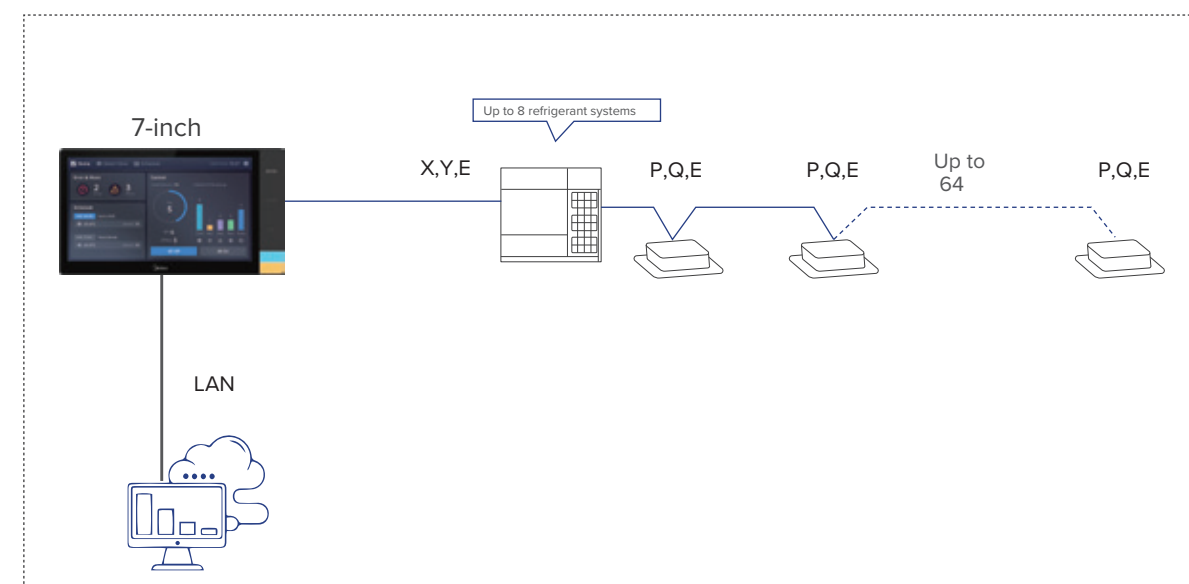 Up to 8 refrigerant systems
7-inch
X,Y,E
P,Q,E
P,Q,E
Up to
64
P,Q,E
LAN